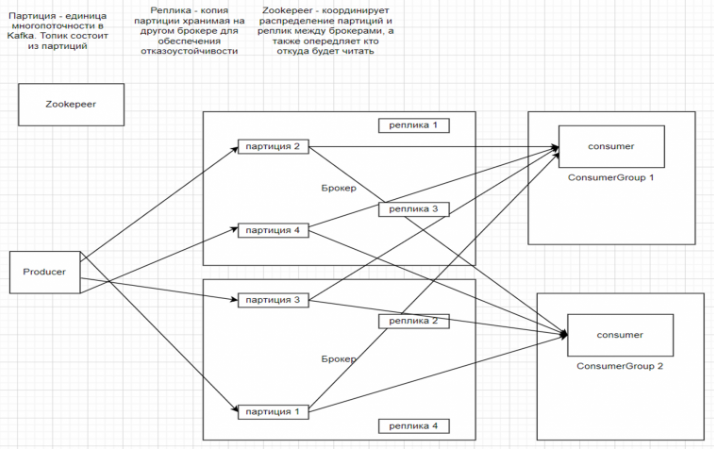 Партиция - единица
многопоточности в
Kafka. Топик состоит
из партиций
Реплика - копия
партиции хранимая на
другом брокере для
обеспечения
отказоустойчивости
Zookepeer - координирует
распределение партиций и
реплик между брокерами, а
также опередляет кто
откуда будет читать
Zookepeer
реплика 1
партиция 2
consumer
ConsumerGroup 1
Брокер
реплика 3
партиция 4
Producer
партиция 3
реплика 2
consumer
Брокер
ConsumerGroup 2
партиция 1
реплика 4